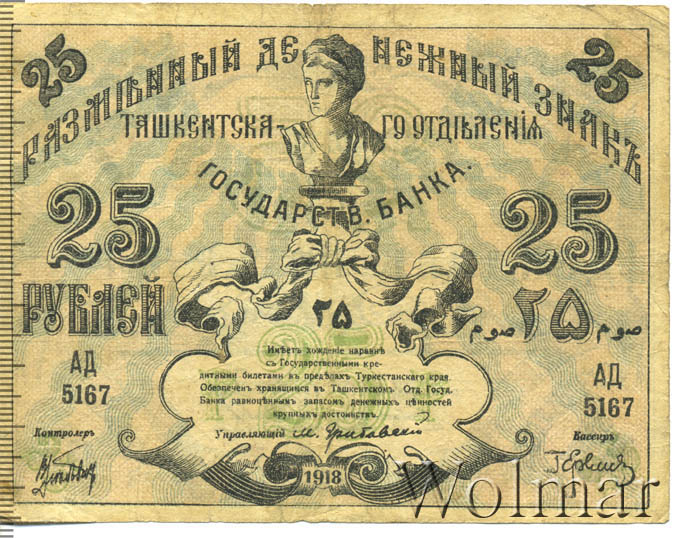 25 25
РАЗМѢННЫЙ ДЕНЕЖНЫЙ ЗНАКЪ
ТАШКЕНТСКАГО ОТДѢЛЕНІЯ
ГОСУДАРСТВ. БАНКА.
25 25
РУБЛЕЙ ۲۵ صوم ۲۵ صوم
Имѣетъ хожденіе наравнѣ
съ Государственными кре-
дитными билетами въ предѣлахъ Туркестанскаго края
Обезпеченъ хранящимся въ Ташкентскомъ Отд. Госуд.
Банка равноцѣннымъ запасомъ денежныхъ цѣнностей
крупныхъ достоинствъ.
АД АД
5167 5167
Контролеръ Управляющій Кассиръ
1918
Wolmar